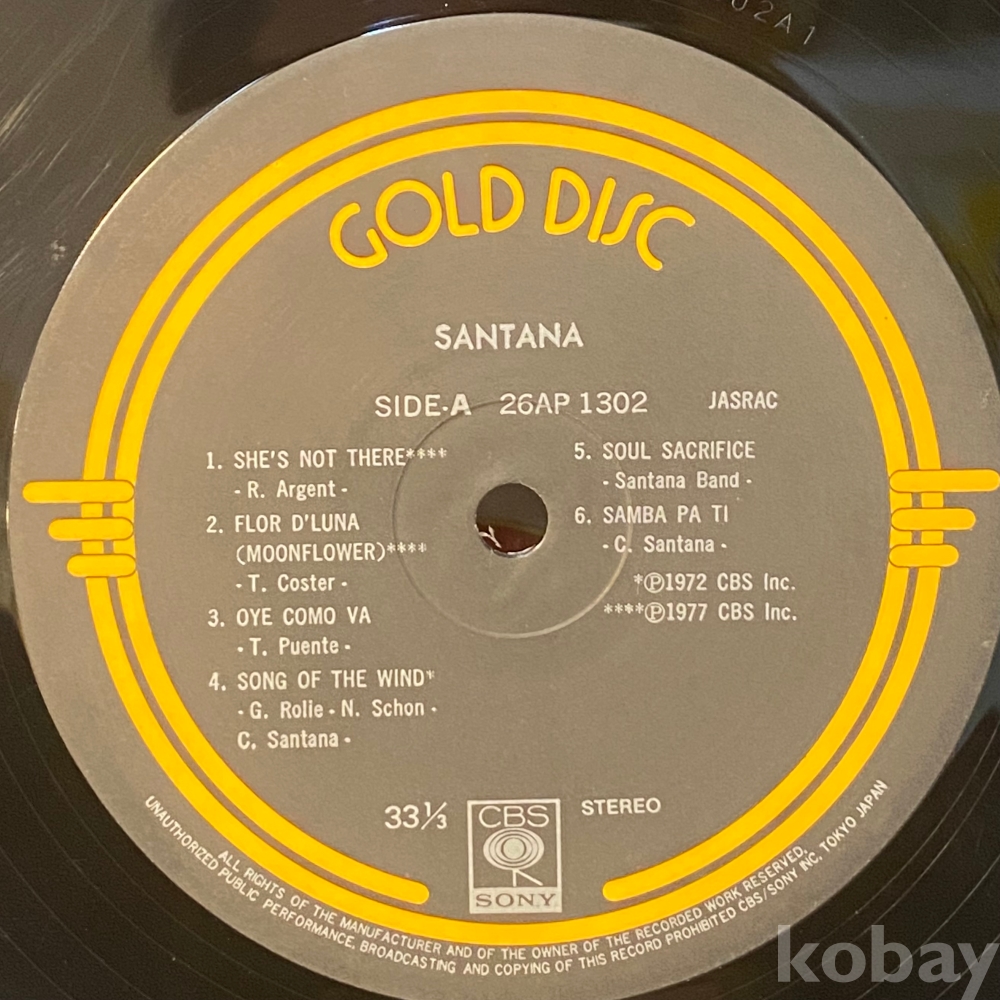 02A1
GOLD DISC
SANTANA
SIDE·A 26AP 1302 JASRAC
1. SHE'S NOT THERE****
- R. Argent -
2. FLOR D'LUNA
(MOONFLOWER)****
- T. Coster -
3. OYE COMO VA
- T. Puente -
4. SONG OF THE WIND*
- G. Rolie - N. Schon -
C. Santana -
5. SOUL SACRIFICE
- Santana Band -
6. SAMBA PA TI
- C. Santana -
*Ⓟ1972 CBS Inc.
****Ⓟ1977 CBS Inc.
33⅓ CBS SONY STEREO
ALL RIGHTS OF THE MANUFACTURER AND OF THE OWNER OF THE RECORDED WORK RESERVED.
UNAUTHORIZED PUBLIC PERFORMANCE, BROADCASTING AND COPYING OF THIS RECORD PROHIBITED CBS/SONY INC. TOKYO JAPAN
kobay